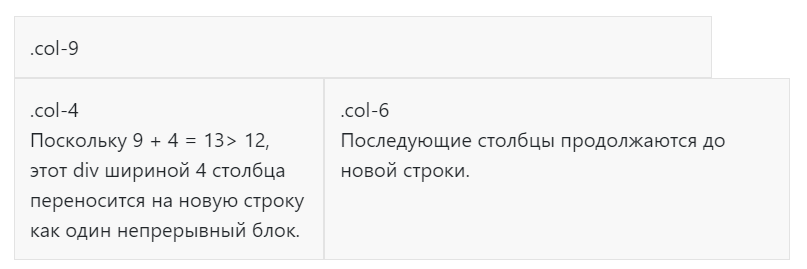 .col-9
.col-4
Поскольку 9 + 4 = 13> 12,
этот div шириной 4 столбца
переносится на новую строку
как один непрерывный блок.
.col-6
Последующие столбцы продолжаются до
новой строки.